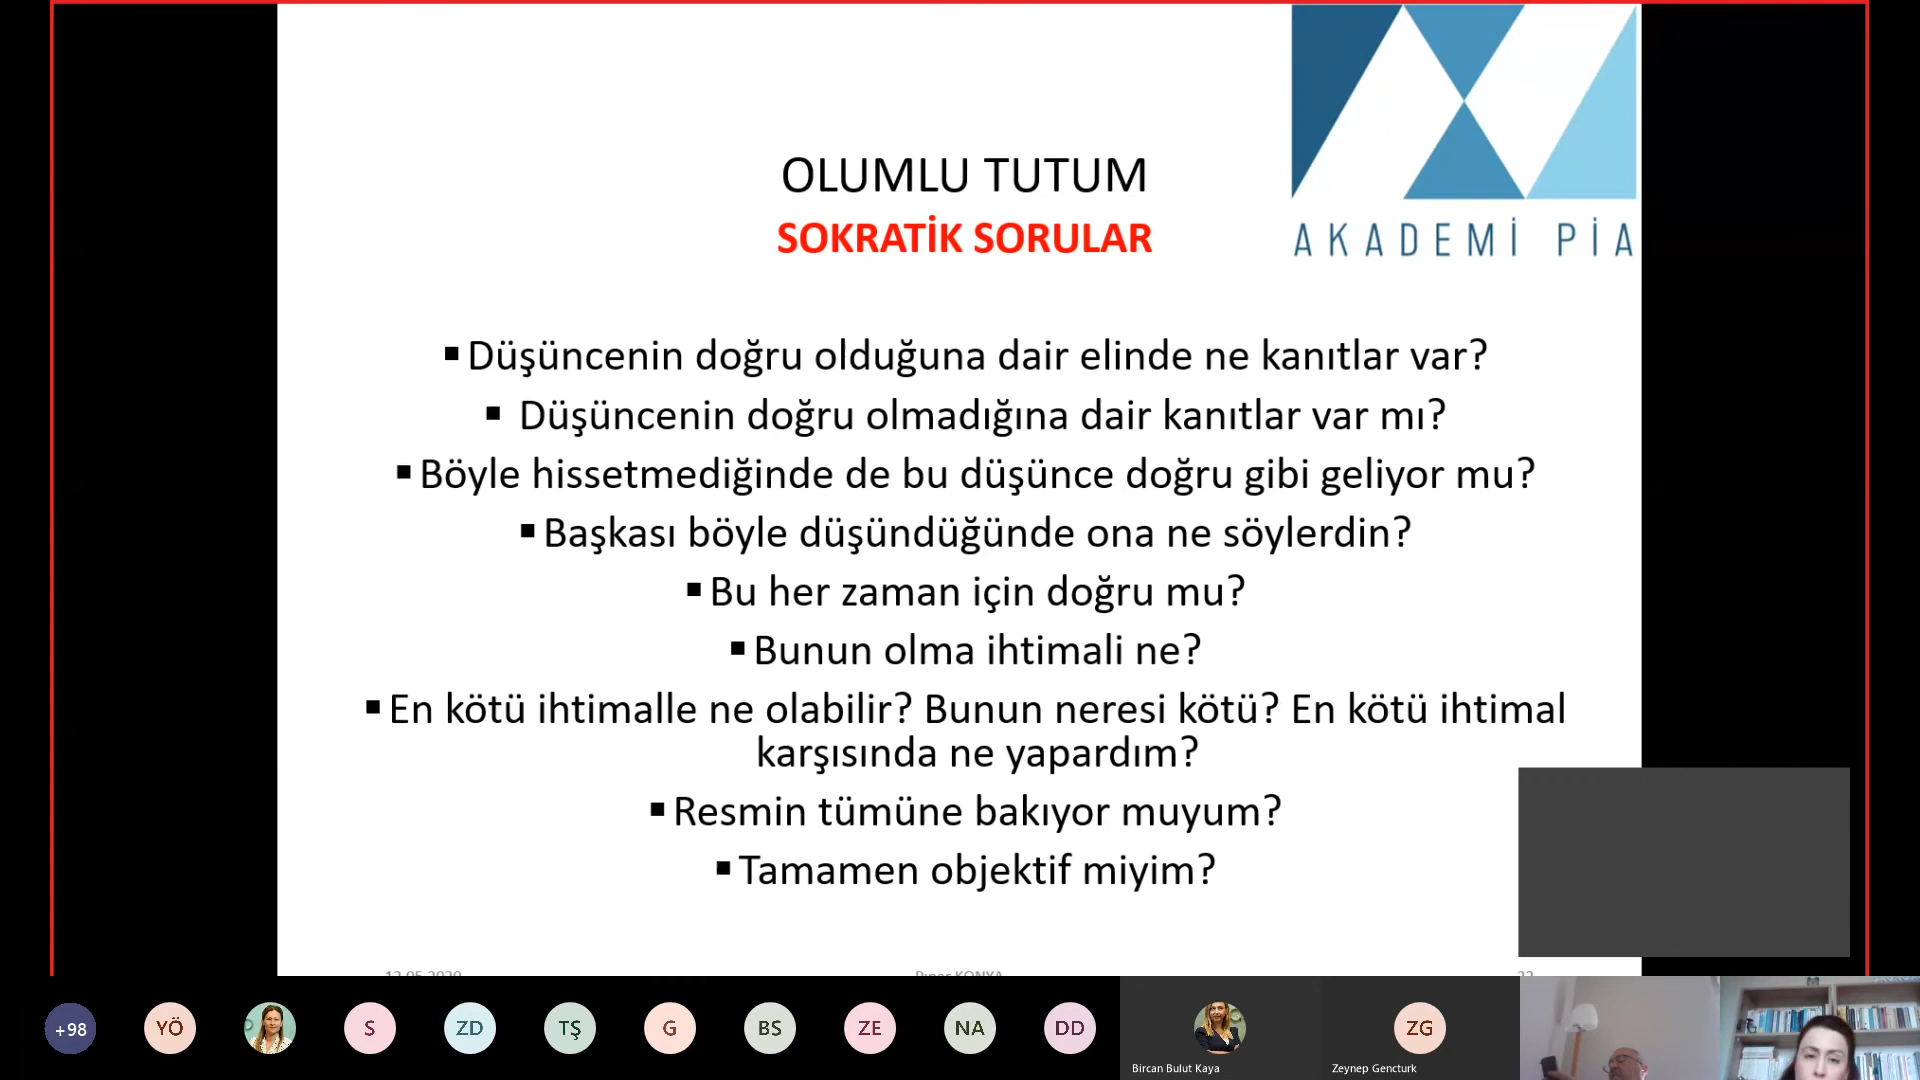 OLUMLU TUTUM
SOKRATİK SORULAR
AKADEMİ PİA
▪ Düşüncenin doğru olduğuna dair elinde ne kanıtlar var?
▪ Düşüncenin doğru olmadığına dair kanıtlar var mı?
▪ Böyle hissetmediğinde de bu düşünce doğru gibi geliyor mu?
▪ Başkası böyle düşündüğünde ona ne söylerdin?
▪ Bu her zaman için doğru mu?
▪ Bunun olma ihtimali ne?
▪ En kötü ihtimalle ne olabilir? Bunun neresi kötü? En kötü ihtimal
karşısında ne yapardım?
▪ Resmin tümüne bakıyor muyum?
▪ Tamamen objektif miyim?
+98 YÖ S ZD TŞ G BS ZE NA DD ZG
Bircan Bulut Kaya Zeynep Gencturk